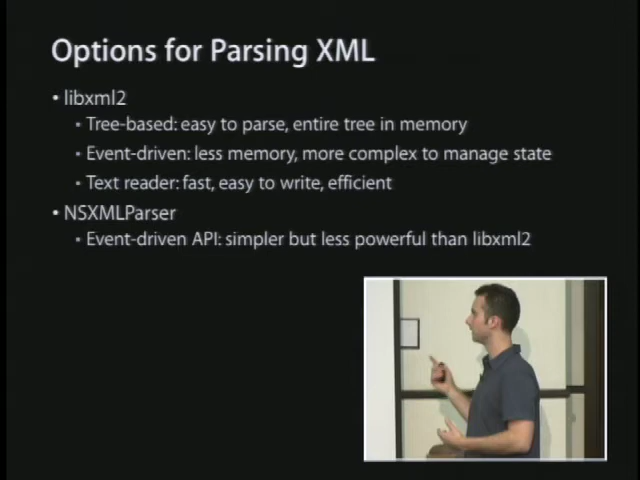 Options for Parsing XML
• libxml2
▪ Tree-based: easy to parse, entire tree in memory
▪ Event-driven: less memory, more complex to manage state
▪ Text reader: fast, easy to write, efficient
• NSXMLParser
▪ Event-driven API: simpler but less powerful than libxml2